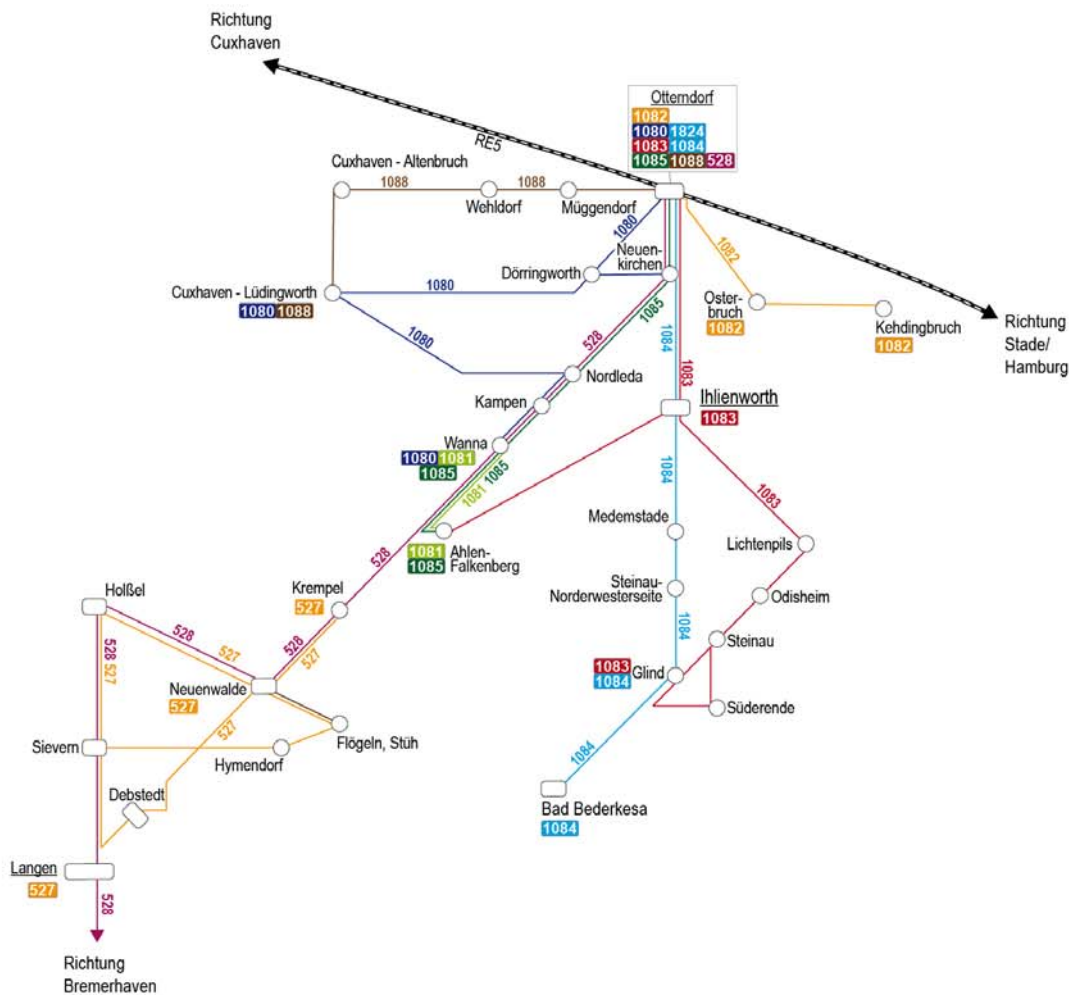 Richtung
Cuxhaven
RE5
Otterndorf
1082
1080 1824
1083 1084
1085 1088 528
Cuxhaven - Altenbruch
1088
1088
Wehldorf
Müggendorf
1080
Neuen-
kirchen
Dörringworth
1082
Cuxhaven - Lüdingworth
1080 1088
1080
1085
1084
Oster-
bruch
1082
Kehdingbruch
1082
Richtung
Stade/
Hamburg
1080
528
1083
Nordleda
Kampen
Ihlienworth
1083
Wanna
1080 1081
1085
1081 1085
1084
1083
Medemstade
Lichtenpils
528
1081
1085
Ahlen-
Falkenberg
Steinau-
Norderwesterseite
Odisheim
Krempel
527
Holßel
528
527
528
527
528 527
1084
Steinau
1083
1084
Glind
Süderende
Neuenwalde
527
527
Flögeln, Stüh
Sievern
Hymendorf
1084
Debstedt
Bad Bederkesa
1084
Langen
527
528
Richtung
Bremerhaven